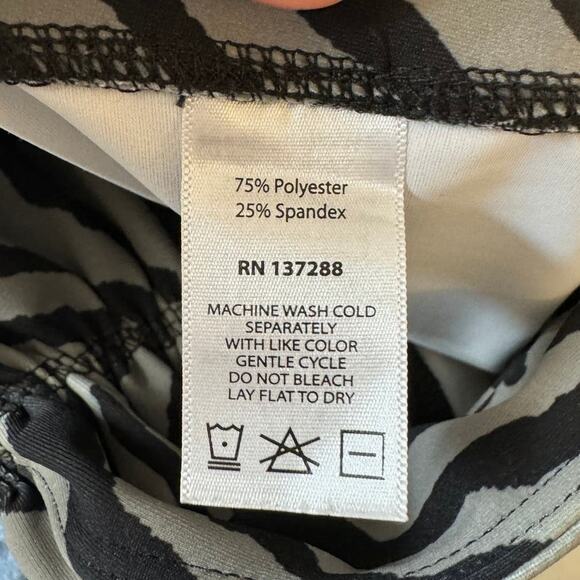 75% Polyester
25% Spandex
RN 137288
MACHINE WASH COLD
SEPARATELY
WITH LIKE COLOR
GENTLE CYCLE
DO NOT BLEACH
LAY FLAT TO DRY